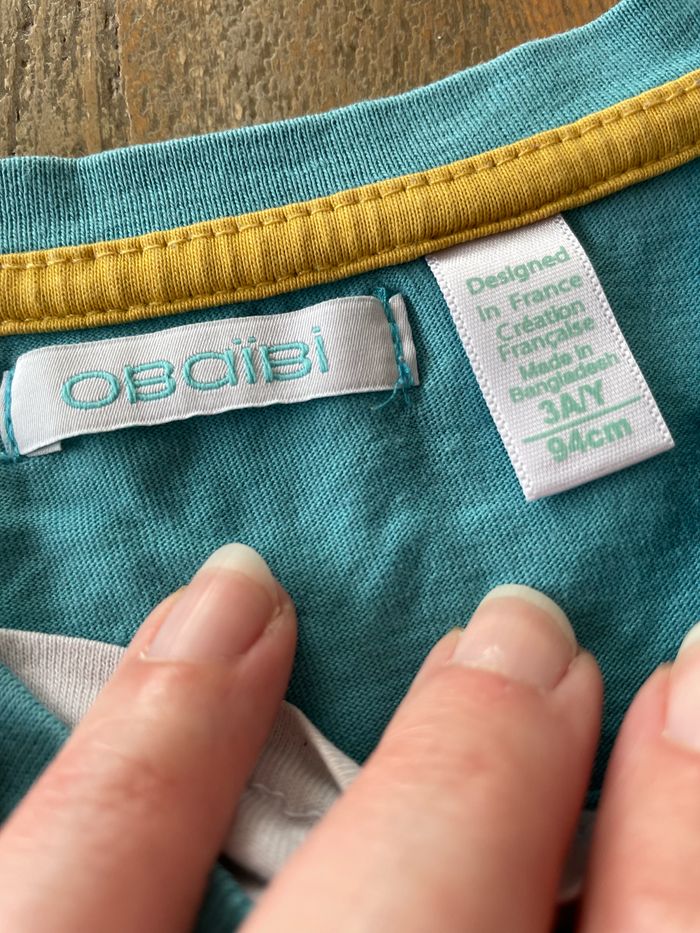 OBaïBi
Designed
In France
Création
Française
Made in
Bangladesh
3A/Y
94cm